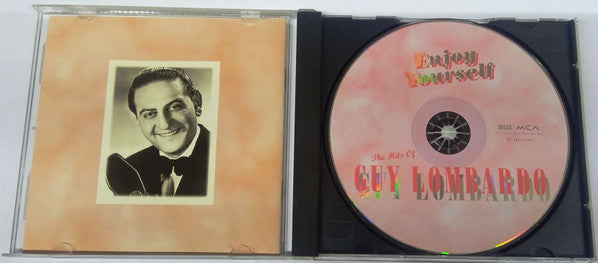 Enjoy
Yourself
DECCA MCA
The Hits Of
GUY LOMBARDO